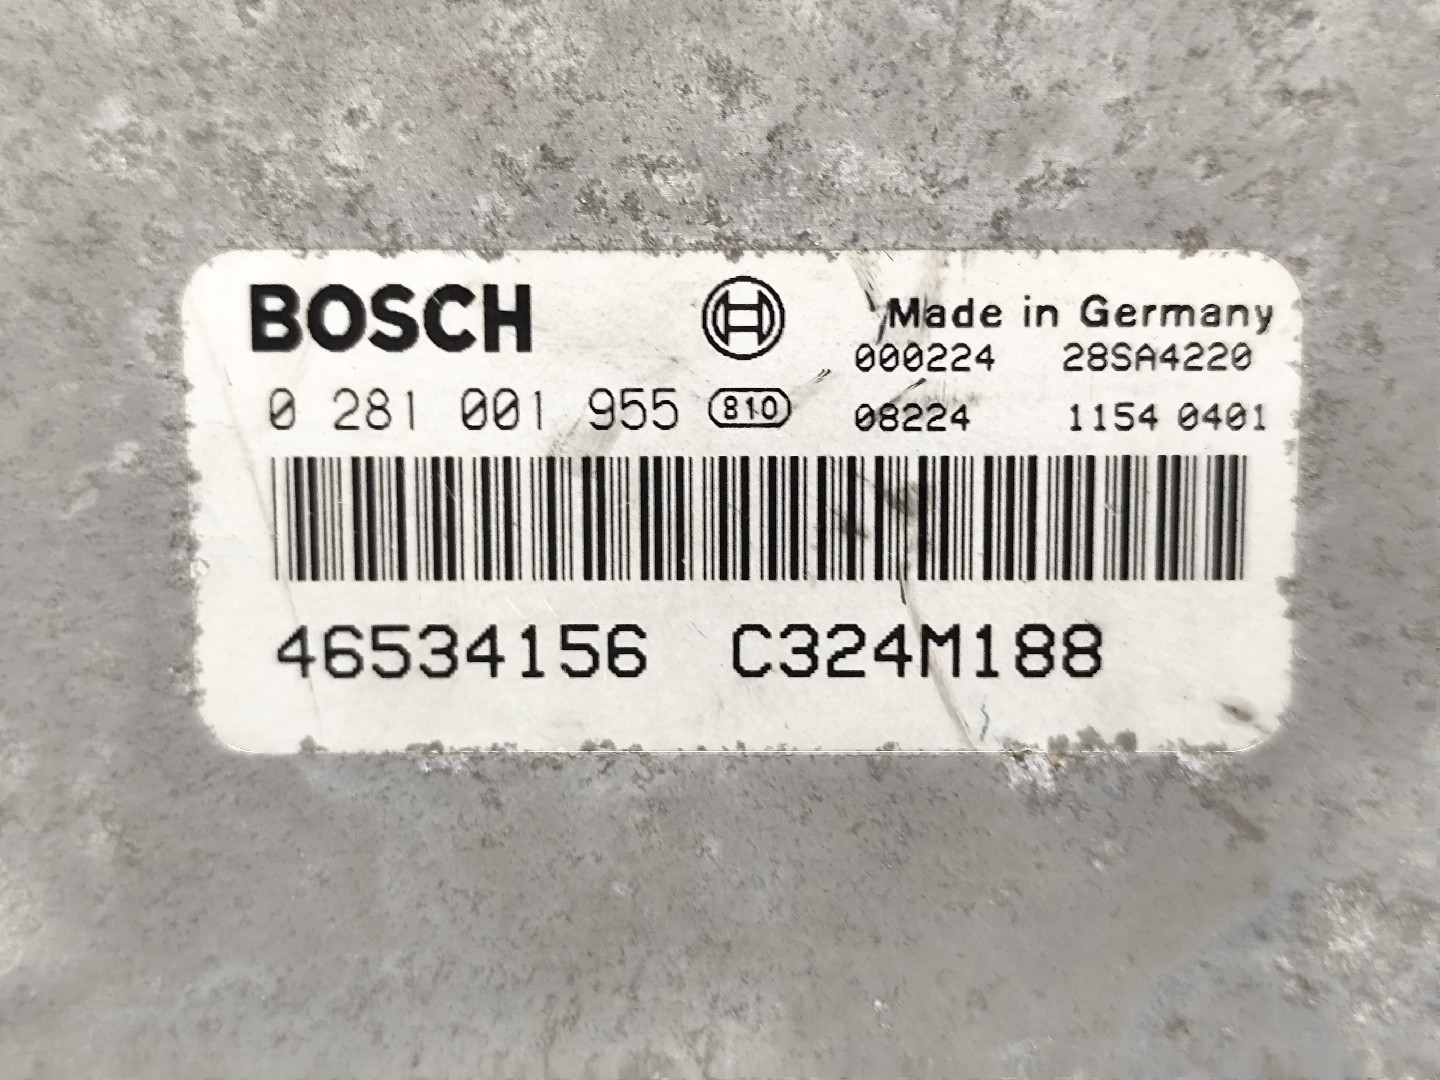 BOSCH Made in Germany
000224 28SA4220
0 281 001 955 810 08224 1154 0401
46534156 C324M188